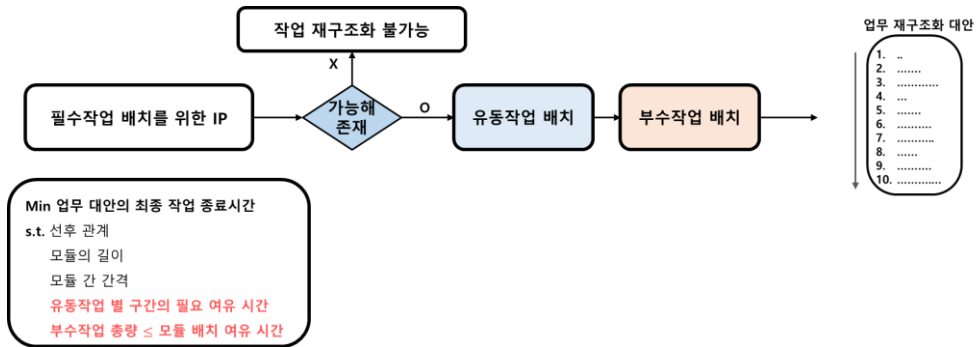 작업 재구조화 불가능
X
필수작업 배치를 위한 IP
가능해
존재
O
유동작업 배치
부수작업 배치
업무 재구조화 대안
1. ..
2. .......
3. ............
4. ...
5. .......
6. ..........
7. ...........
8. ......
9. ..........
10. .............
Min 업무 대안의 최종 작업 종료시간
s.t. 선후 관계
모듈의 길이
모듈 간 간격
유동작업 별 구간의 필요 여유 시간
부수작업 총량 ≤ 모듈 배치 여유 시간